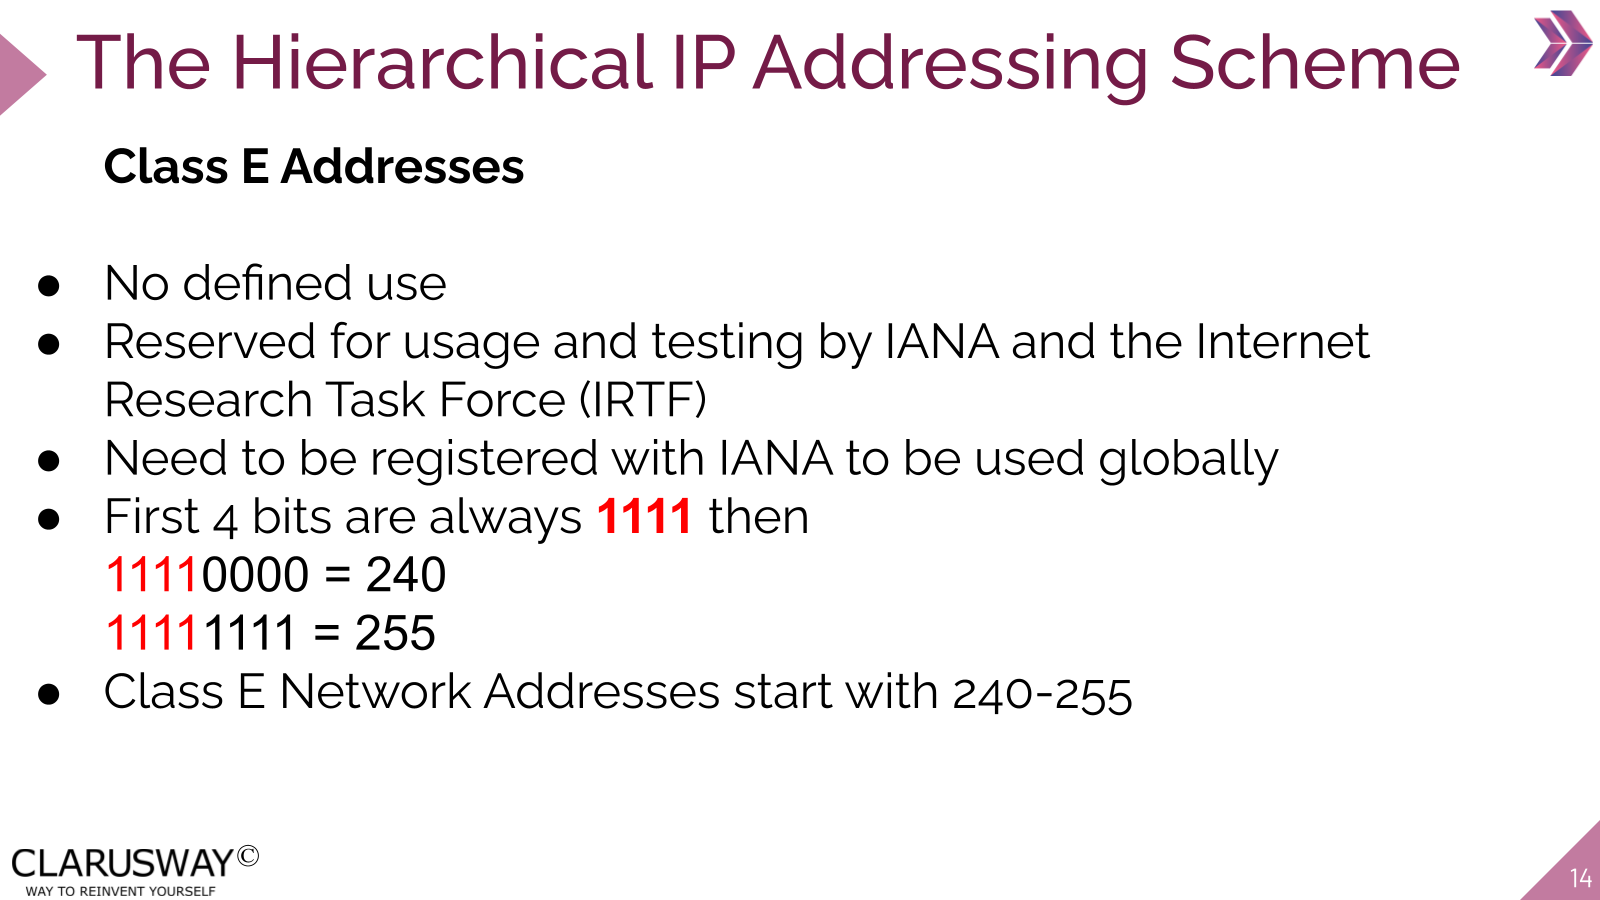 The Hierarchical IP Addressing Scheme
Class E Addresses
● No defined use
● Reserved for usage and testing by IANA and the Internet
Research Task Force (IRTF)
● Need to be registered with IANA to be used globally
● First 4 bits are always 1111 then
11110000 = 240
11111111 = 255
● Class E Network Addresses start with 240-255
CLARUSWAY©
WAY TO REINVENT YOURSELF
14